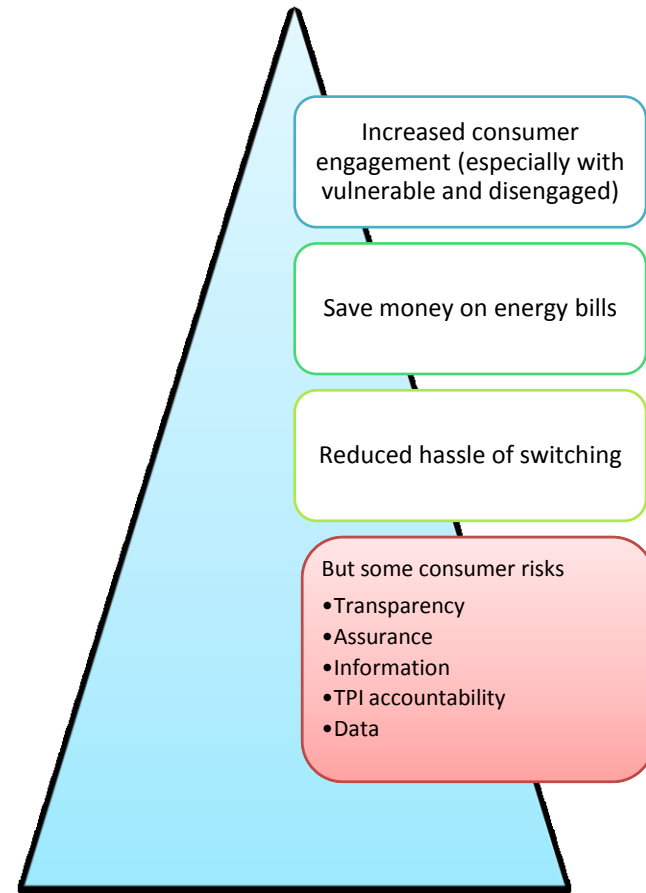 Increased consumer
engagement (especially with
vulnerable and disengaged)
Save money on energy bills
Reduced hassle of switching
But some consumer risks
•Transparency
•Assurance
•Information
•TPI accountability
•Data